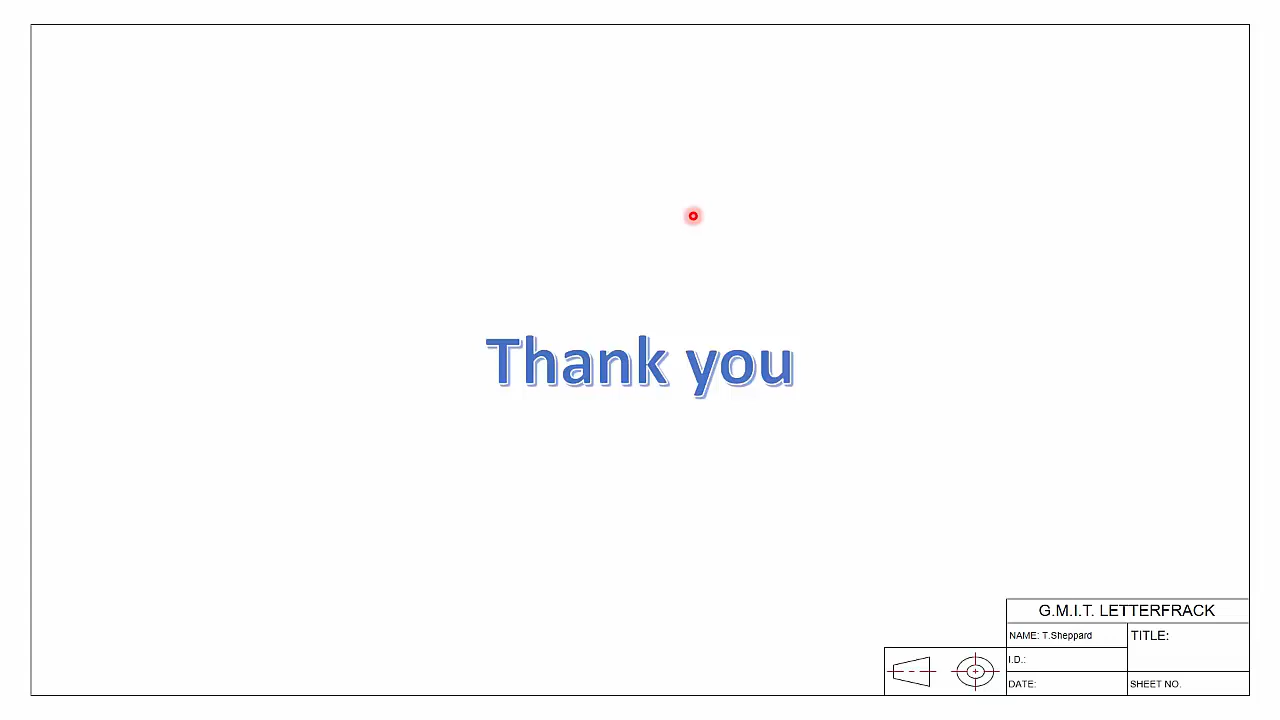 Thank you
G.M.I.T. LETTERFRACK
NAME: T.Sheppard
TITLE:
I.D.:
DATE:
SHEET NO.